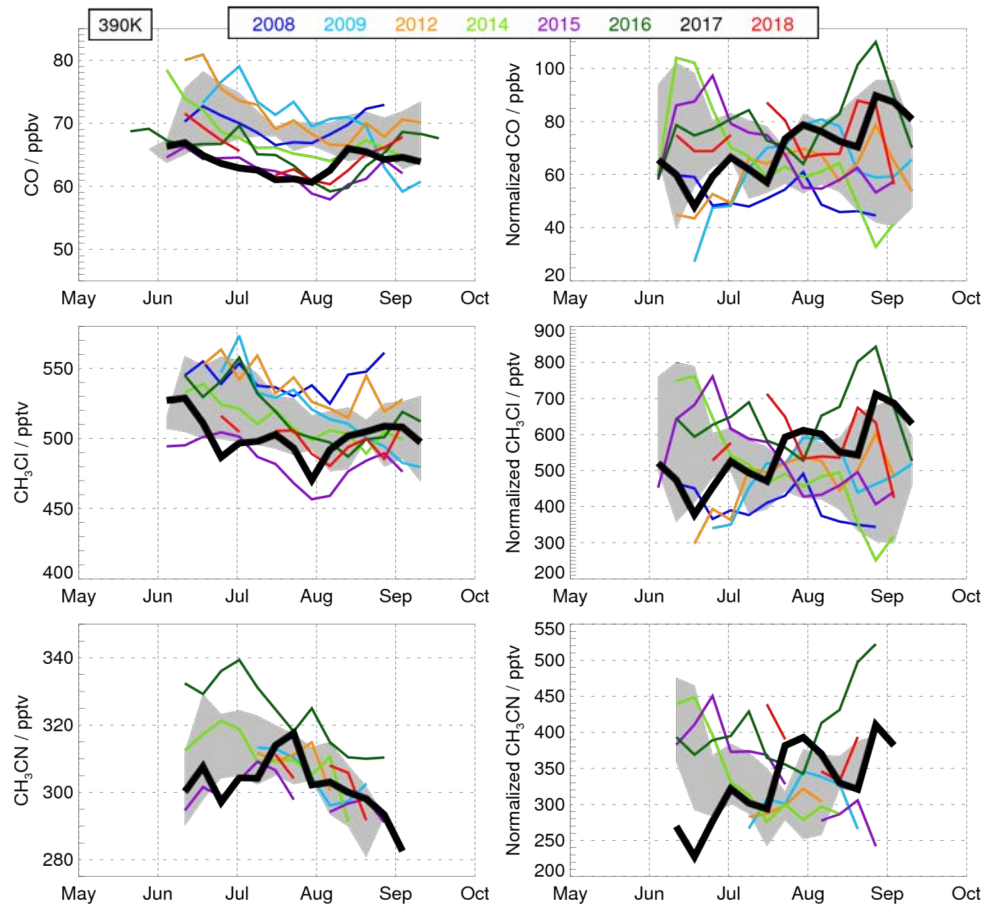 390K
2008 2009 2012 2014 2015 2016 2017 2018
CO / ppbv
80
70
60
50
May Jun Jul Aug Sep Oct
Normalized CO / ppbv
100
80
60
40
20
May Jun Jul Aug Sep Oct
CH₃Cl / pptv
550
500
450
400
May Jun Jul Aug Sep Oct
Normalized CH₃Cl / pptv
900
800
700
600
500
400
300
200
May Jun Jul Aug Sep Oct
CH₃CN / pptv
340
320
300
280
May Jun Jul Aug Sep Oct
Normalized CH₃CN / pptv
550
500
450
400
350
300
250
200
May Jun Jul Aug Sep Oct